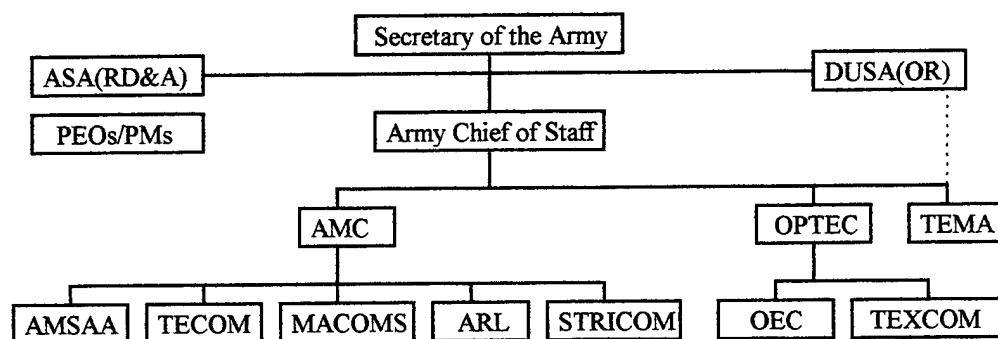 Secretary of the Army
ASA(RD&A)
DUSA(OR)
PEOs/PMs
Army Chief of Staff
AMC
OPTEC
TEMA
AMSAA
TECOM
MACOMS
ARL
STRICOM
OEC
TEXCOM